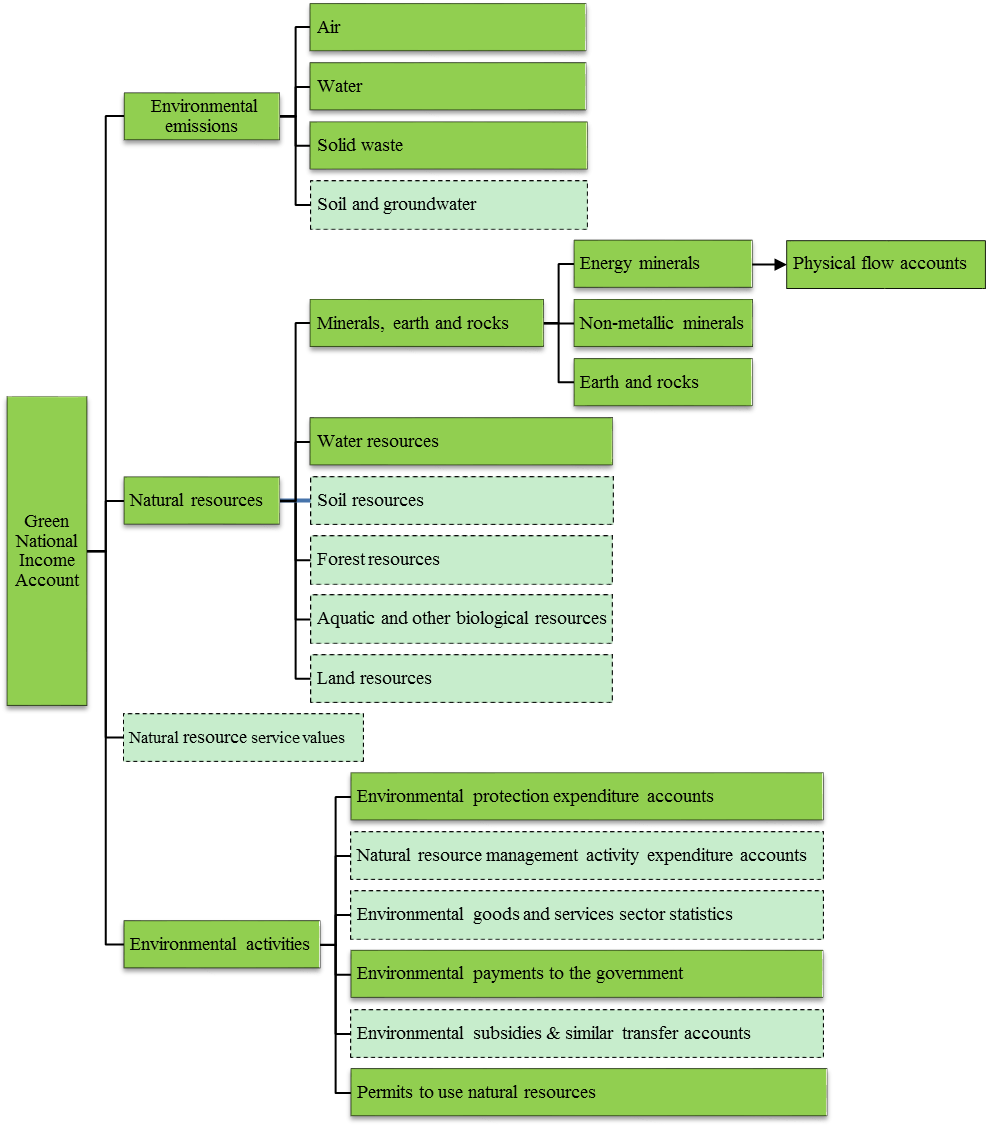 Air
Water
Environmental
emissions
Solid waste
Soil and groundwater
Energy minerals
Physical flow accounts
Minerals, earth and rocks
Non-metallic minerals
Earth and rocks
Water resources
Natural resources
Soil resources
Green
National
Income
Account
Forest resources
Aquatic and other biological resources
Land resources
Natural resource service values
Environmental protection expenditure accounts
Natural resource management activity expenditure accounts
Environmental goods and services sector statistics
Environmental activities
Environmental payments to the government
Environmental subsidies & similar transfer accounts
Permits to use natural resources